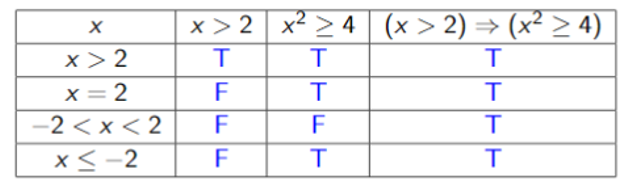 x x > 2 x² ≥ 4 (x > 2) ⇒ (x² ≥ 4)
x > 2 T T T
x = 2 F T T
−2 < x < 2 F F T
x ≤ −2 F T T